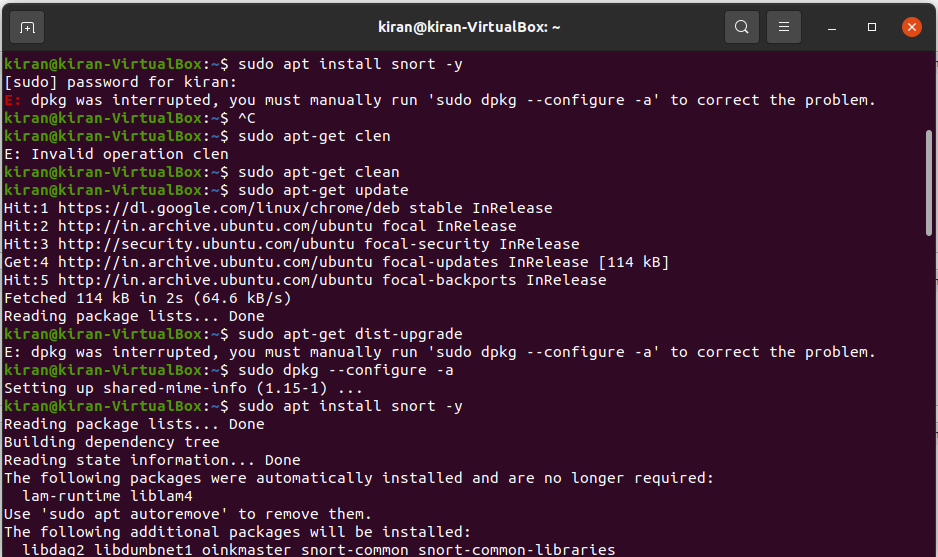 kiran@kiran-VirtualBox: ~
kiran@kiran-VirtualBox:~$ sudo apt install snort -y
[sudo] password for kiran:
E: dpkg was interrupted, you must manually run 'sudo dpkg --configure -a' to correct the problem.
kiran@kiran-VirtualBox:~$ ^C
kiran@kiran-VirtualBox:~$ sudo apt-get clen
E: Invalid operation clen
kiran@kiran-VirtualBox:~$ sudo apt-get clean
kiran@kiran-VirtualBox:~$ sudo apt-get update
Hit:1 https://dl.google.com/linux/chrome/deb stable InRelease
Hit:2 http://in.archive.ubuntu.com/ubuntu focal InRelease
Hit:3 http://security.ubuntu.com/ubuntu focal-security InRelease
Get:4 http://in.archive.ubuntu.com/ubuntu focal-updates InRelease [114 kB]
Hit:5 http://in.archive.ubuntu.com/ubuntu focal-backports InRelease
Fetched 114 kB in 2s (64.6 kB/s)
Reading package lists... Done
kiran@kiran-VirtualBox:~$ sudo apt-get dist-upgrade
E: dpkg was interrupted, you must manually run 'sudo dpkg --configure -a' to correct the problem.
kiran@kiran-VirtualBox:~$ sudo dpkg --configure -a
Setting up shared-mime-info (1.15-1) ...
kiran@kiran-VirtualBox:~$ sudo apt install snort -y
Reading package lists... Done
Building dependency tree
Reading state information... Done
The following packages were automatically installed and are no longer required:
  lam-runtime liblam4
Use 'sudo apt autoremove' to remove them.
The following additional packages will be installed:
  libdaq2 libdumbnet1 oinkmaster snort-common snort-common-libraries